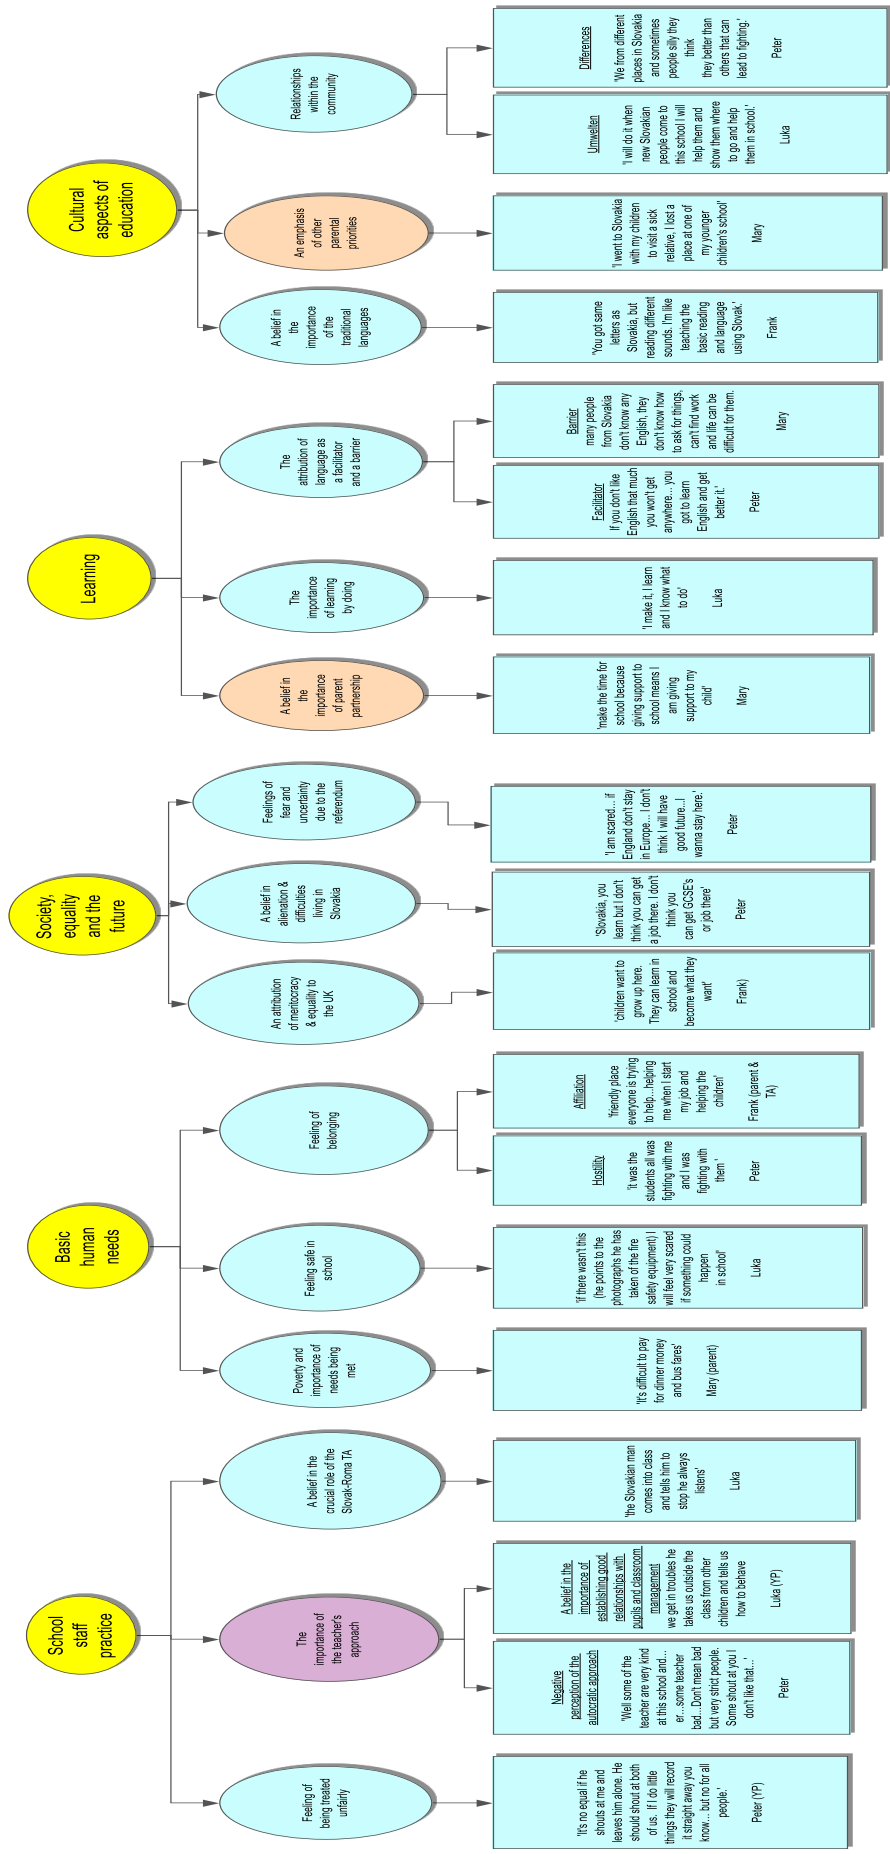 School
staff
practice
Basic
human
needs
Society,
equality
and the
future
Learning
Cultural
aspects of
education
Feeling of
being treated
unfairly
The
importance of
the teacher's
approach
A belief in the
crucial role of the
Slovak-Roma TA
Poverty and
importance of
needs being
met
Feeling safe in
school
Feeling of
belonging
An attribution
of meritocracy
& equality to
the UK
A belief in
alienation &
difficulties
living in
Slovakia
Feelings of
fear and
uncertainty
due to the
referendum
A belief in
the
importance
of parent
partnership
The
importance
of learning
by doing
The
attribution of
language as
a facilitator
and a barrier
A belief in
the
importance
of the
traditional
languages
An emphasis
of other
parental
priorities
Relationships
within the
community
'It's no equal if he
shouts at me and
leaves him alone. He
should shout at both
of us. If I do little
things they will record
it straight away you
know... but no for all
people.'
Peter (YP)
Negative
perception of the
autocratic approach
'Well some of the
teacher are very kind
at this school and...
er...some teacher
bad...Don't mean bad
but very strict people.
Some shout at you I
don't like that...'
Peter
A belief in the
importance of
establishing good
relationships with
pupils and classroom
management
we get in troubles he
takes us outside the
class from other
children and tells us
how to behave
Luka (YP)
'the Slovakian man
comes into class
and tells him to
stop he always
listens'
Luka
'It's difficult to pay
for dinner money
and bus fares'
Mary (parent)
'if there wasn't this
(he points to the
photographs he has
taken of the fire
safety equipment) I
will feel very scared
if something could
happen
in school'
Luka
Hostility
'it was the
students all was
fighting with me
and I was
fighting with
them '
Peter
Affiliation
'friendly place
everyone is trying
to help...helping
me when I start
my job and
helping the
children'
Frank (parent &
TA)
'children want to
grow up here.
They can learn in
school and
become what they
want'
Frank)
'Slovakia, you
learn but I don't
think you can get
a job there. I don't
think you
can get GCSE's
or job there'
Peter
'I am scared... if
England don't stay
in Europe... I don't
think I will have
good future...I
wanna stay here.'
Peter
'make the time for
school because
giving support to
school means I
am giving
support to my
child'
Mary
'I make it, I learn
and I know what
to do'
Luka
Facilitator
If you don't like
English that much
you won't get
anywhere... you
got to learn
English and get
better it.'
Peter
Barrier
many people
from Slovakia
don't know any
English, they
don't know how
to ask for things,
can't find work
and life can be
difficult for them.
Mary
'You got same
letters as
Slovakia, but
reading different
sounds. I'm like
teaching the
basic reading
and language
using Slovak.'
Frank
'I went to Slovakia
with my children
to visit a sick
relative, I lost a
place at one of
my younger
children's school'
Mary
Umwelten
'I will do it when
new Slovakian
people come to
this school I will
help them and
show them where
to go and help
them in school.'
Luka
Differences
'We from different
places in Slovakia
and sometimes
people silly they
think
they better than
others that can
lead to fighting.'
Peter